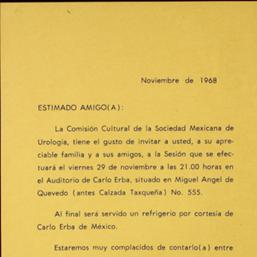 Noviembre de 1968
ESTIMADO AMIGO(A):
La Comisión Cultural de la Sociedad Mexicana de
Urología, tiene el gusto de invitar a usted, a su apre-
ciable familia y a sus amigos, a la Sesión que se efec-
tuará el viernes 29 de noviembre a las 21.00 horas en
el Auditorio de Carlo Erba, situado en Miguel Angel de
Quevedo (antes Calzada Taxqueña) No. 555.
Al final será servido un refrigerio por cortesía de
Carlo Erba de México.
Estaremos muy complacidos de contarlo(a) entre